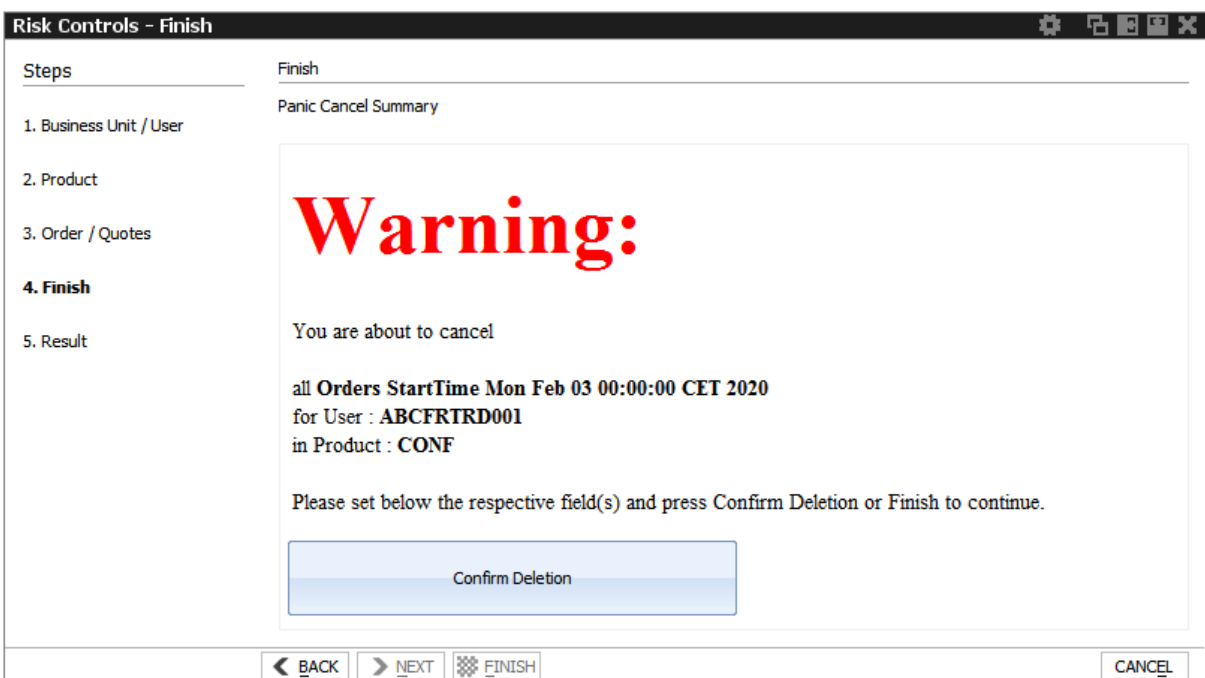 Risk Controls - Finish
Steps
1. Business Unit / User
2. Product
3. Order / Quotes
4. Finish
5. Result
Finish
Panic Cancel Summary
Warning:
You are about to cancel
all Orders StartTime Mon Feb 03 00:00:00 CET 2020
for User : ABCFRTRD001
in Product : CONF
Please set below the respective field(s) and press Confirm Deletion or Finish to continue.
Confirm Deletion
BACK NEXT FINISH CANCEL